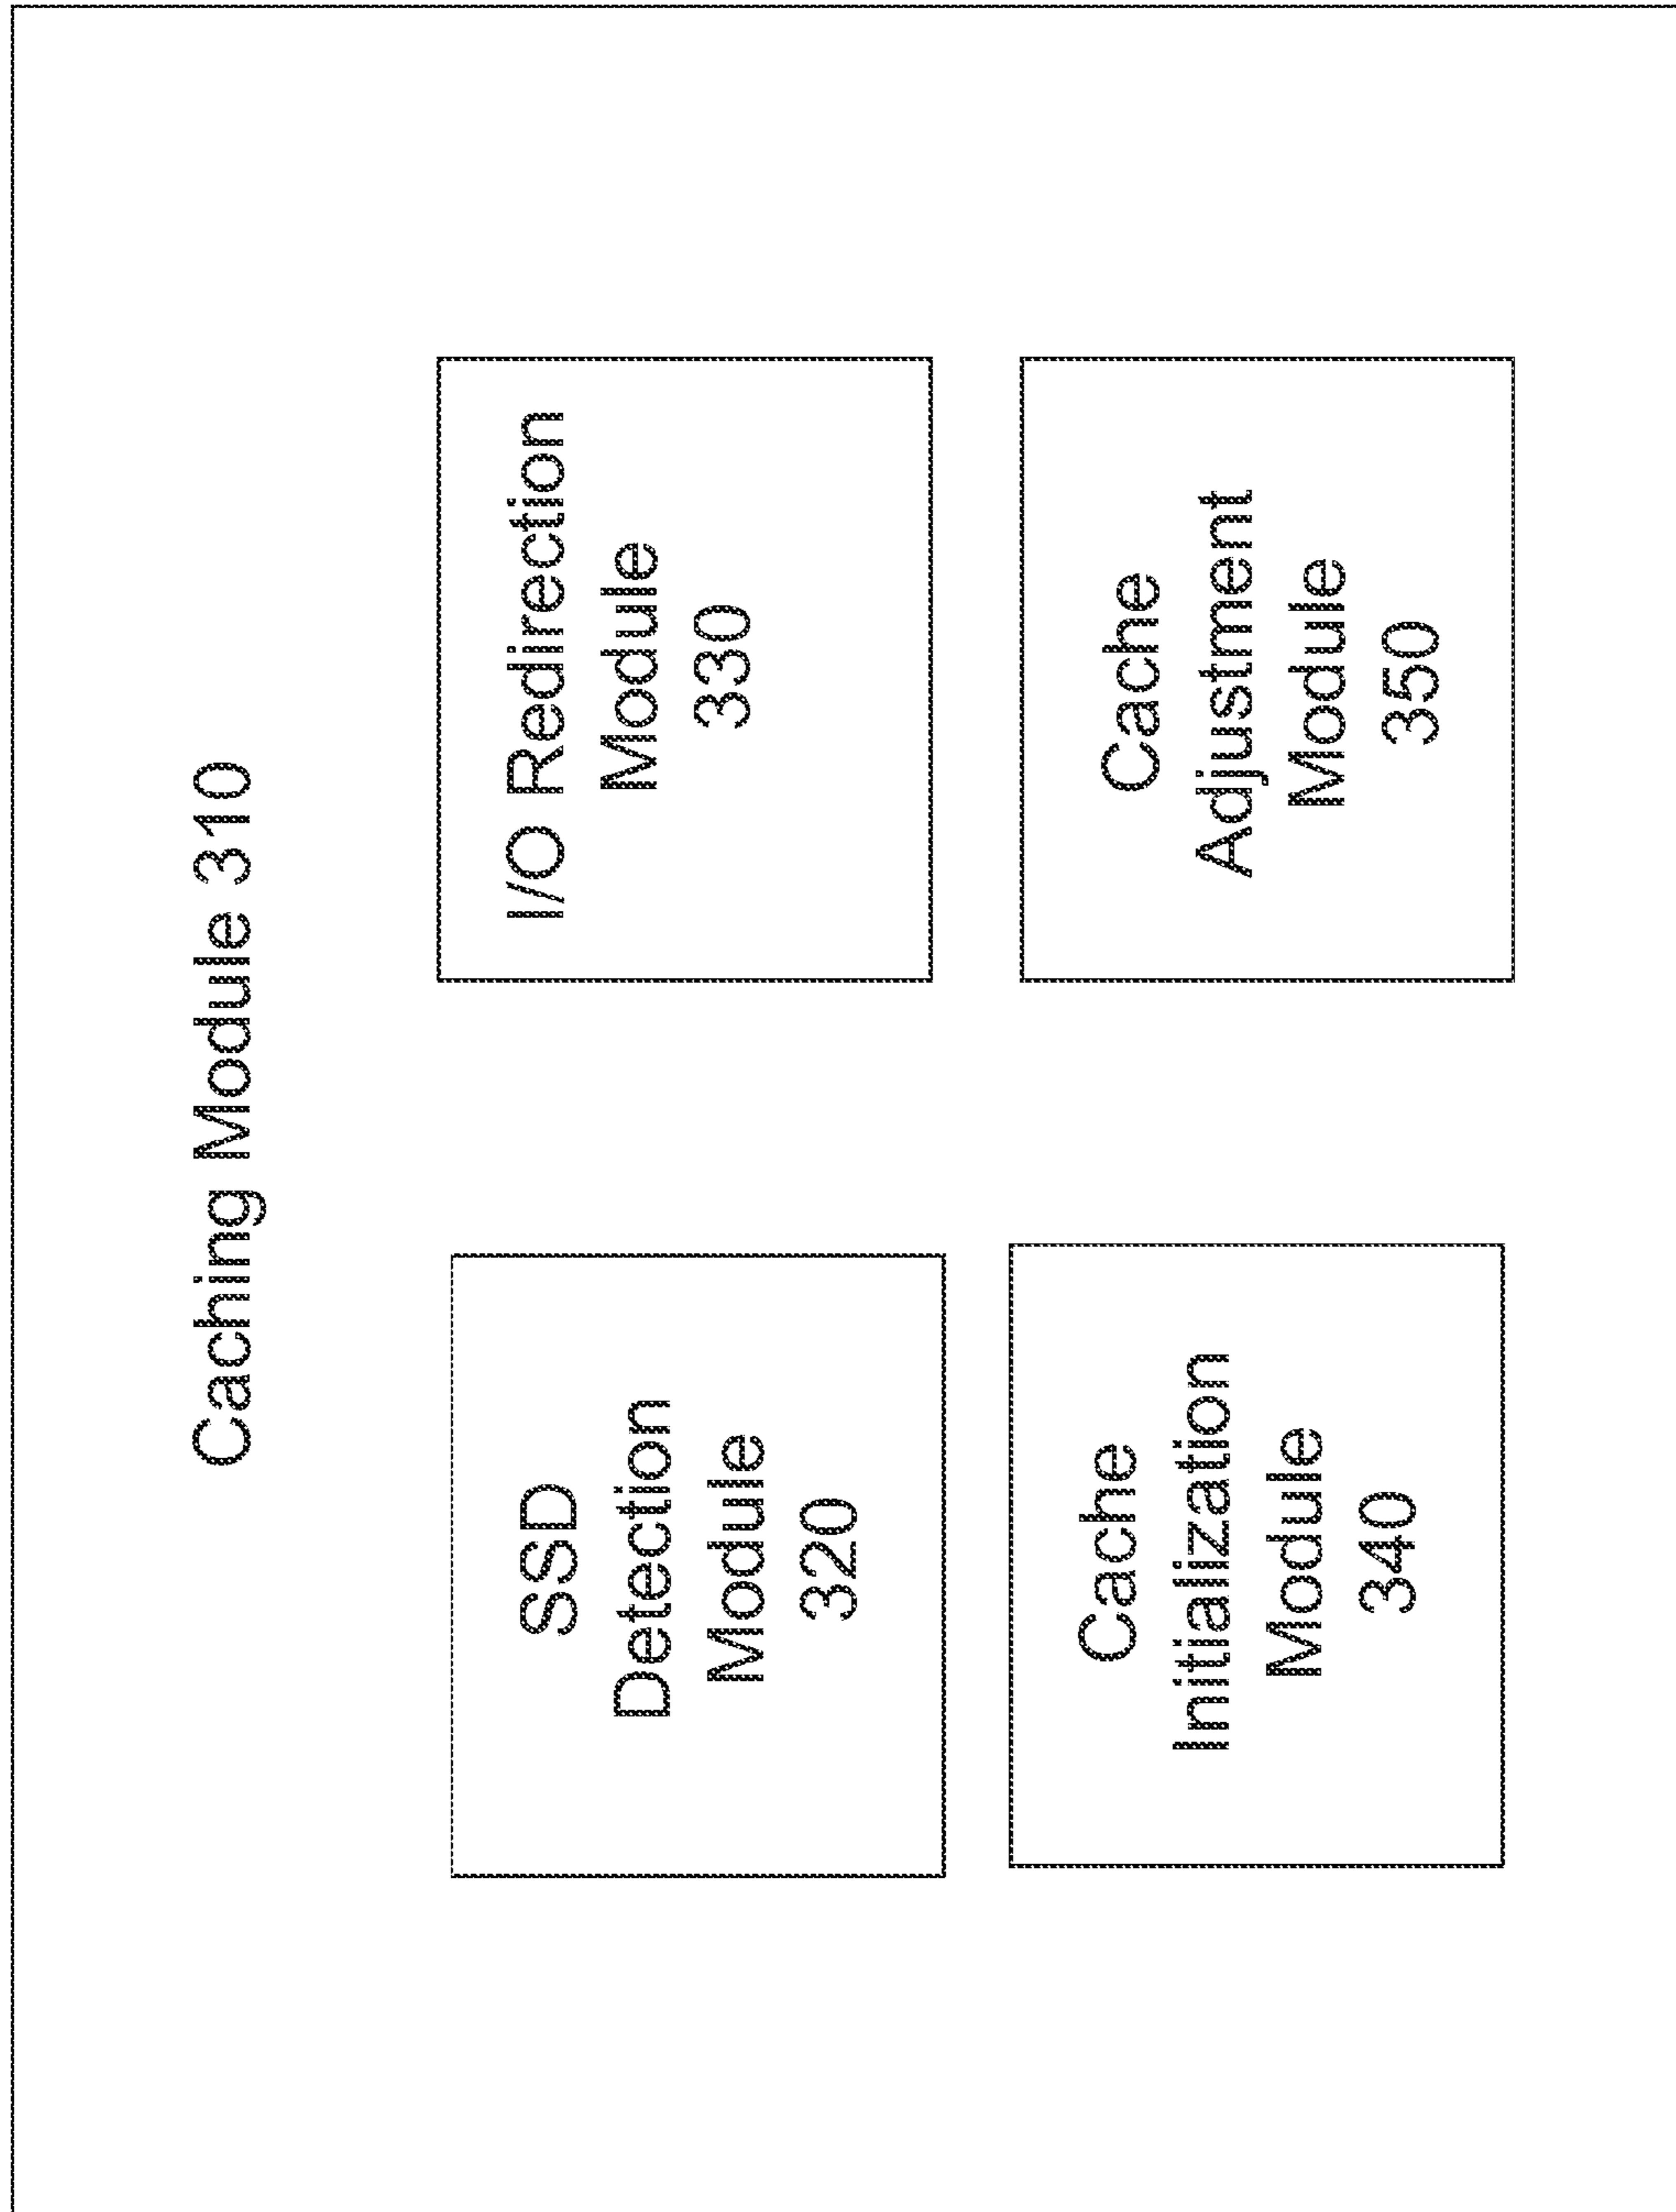 Caching Module 310
SSD
Detection
Module
320
I/O Redirection
Module
330
Cache
Initialization
Module
340
Cache
Adjustment
Module
350